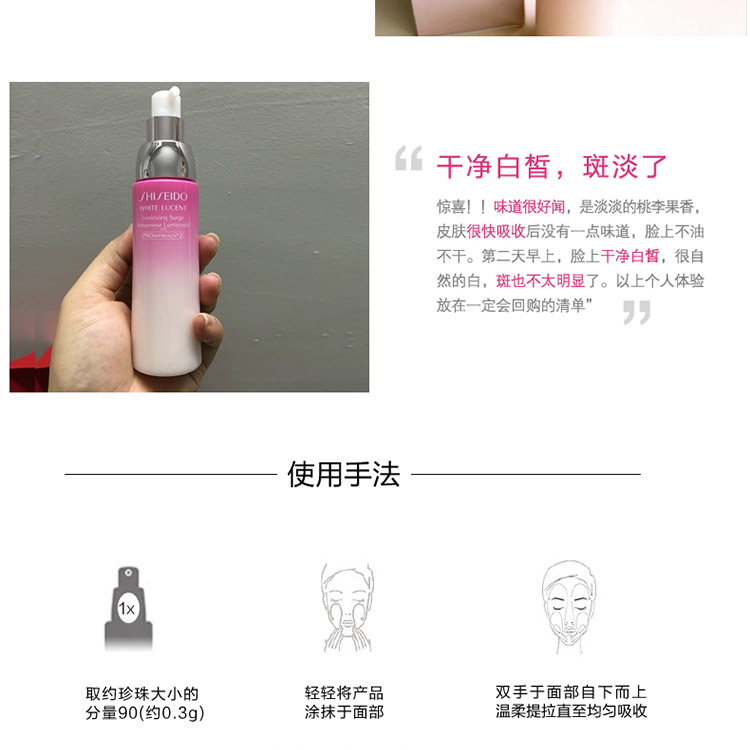 SHISEIDO
WHITE LUCENT
Luminizing Surge
“
干净白皙，斑淡了
惊喜！！味道很好闻，是淡淡的桃李果香，
皮肤很快吸收后没有一点味道，脸上不油
不干。第二天早上，脸上干净白皙，很自
然的白，斑也不太明显了。以上个人体验
放在一定会回购的清单”
”
使用手法
1x
取约珍珠大小的
分量90(约0.3g)
轻轻将产品
涂抹于面部
双手于面部自下而上
温柔提拉直至均匀吸收